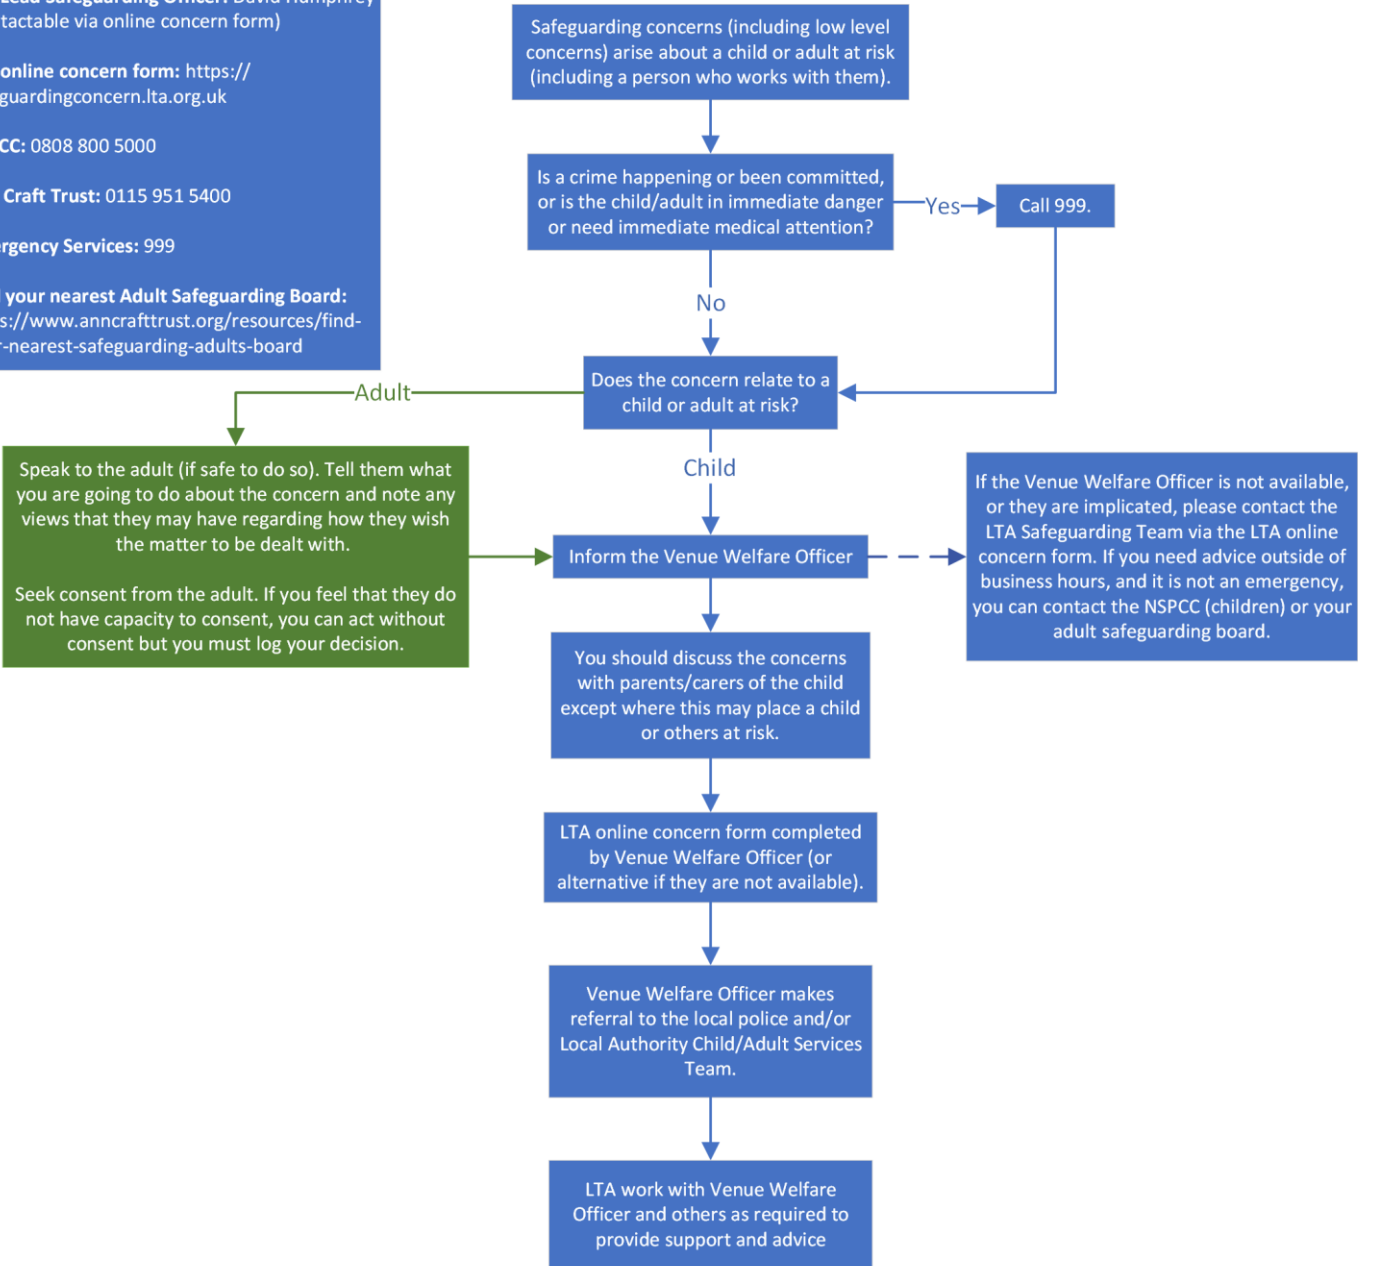 Lead Safeguarding Officer: David Humphrey
tactable via online concern form)
online concern form: https://
guardingconcern.lta.org.uk
CC: 0808 800 5000
Craft Trust: 0115 951 5400
ergency Services: 999
your nearest Adult Safeguarding Board:
s://www.anncrafttrust.org/resources/find-
r-nearest-safeguarding-adults-board
Safeguarding concerns (including low level
concerns) arise about a child or adult at risk
(including a person who works with them).
Is a crime happening or been committed,
or is the child/adult in immediate danger
or need immediate medical attention?
Yes
Call 999.
No
Does the concern relate to a
child or adult at risk?
Adult
Child
Speak to the adult (if safe to do so). Tell them what
you are going to do about the concern and note any
views that they may have regarding how they wish
the matter to be dealt with.
Seek consent from the adult. If you feel that they do
not have capacity to consent, you can act without
consent but you must log your decision.
Inform the Venue Welfare Officer
If the Venue Welfare Officer is not available,
or they are implicated, please contact the
LTA Safeguarding Team via the LTA online
concern form. If you need advice outside of
business hours, and it is not an emergency,
you can contact the NSPCC (children) or your
adult safeguarding board.
You should discuss the concerns
with parents/carers of the child
except where this may place a child
or others at risk.
LTA online concern form completed
by Venue Welfare Officer (or
alternative if they are not available).
Venue Welfare Officer makes
referral to the local police and/or
Local Authority Child/Adult Services
Team.
LTA work with Venue Welfare
Officer and others as required to
provide support and advice